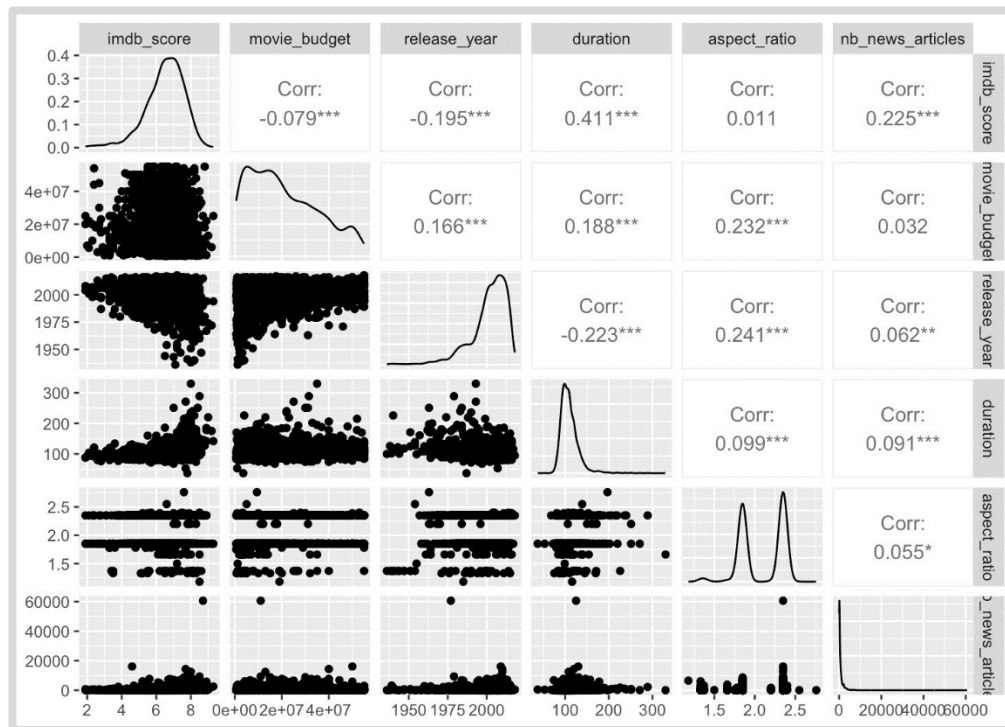 imdb_score movie_budget release_year duration aspect_ratio nb_news_articles
0.4
0.3
0.2
0.1
0.0
Corr:
-0.079***
Corr:
-0.195***
Corr:
0.411***
Corr:
0.011
Corr:
0.225***
imdb_score
4e+07
2e+07
0e+00
Corr:
0.166***
Corr:
0.188***
Corr:
0.232***
Corr:
0.032
movie_budget
2000
1975
1950
Corr:
-0.223***
Corr:
0.241***
Corr:
0.062**
release_year
300
200
100
Corr:
0.099***
Corr:
0.091***
duration
2.5
2.0
1.5
Corr:
0.055*
aspect_ratio
60000
40000
20000
0
_news_article
2 4 6 8 0e+00 2e+07 4e+07 1950 1975 2000 100 200 300 1.5 2.0 2.5 0 20000 40000 60000